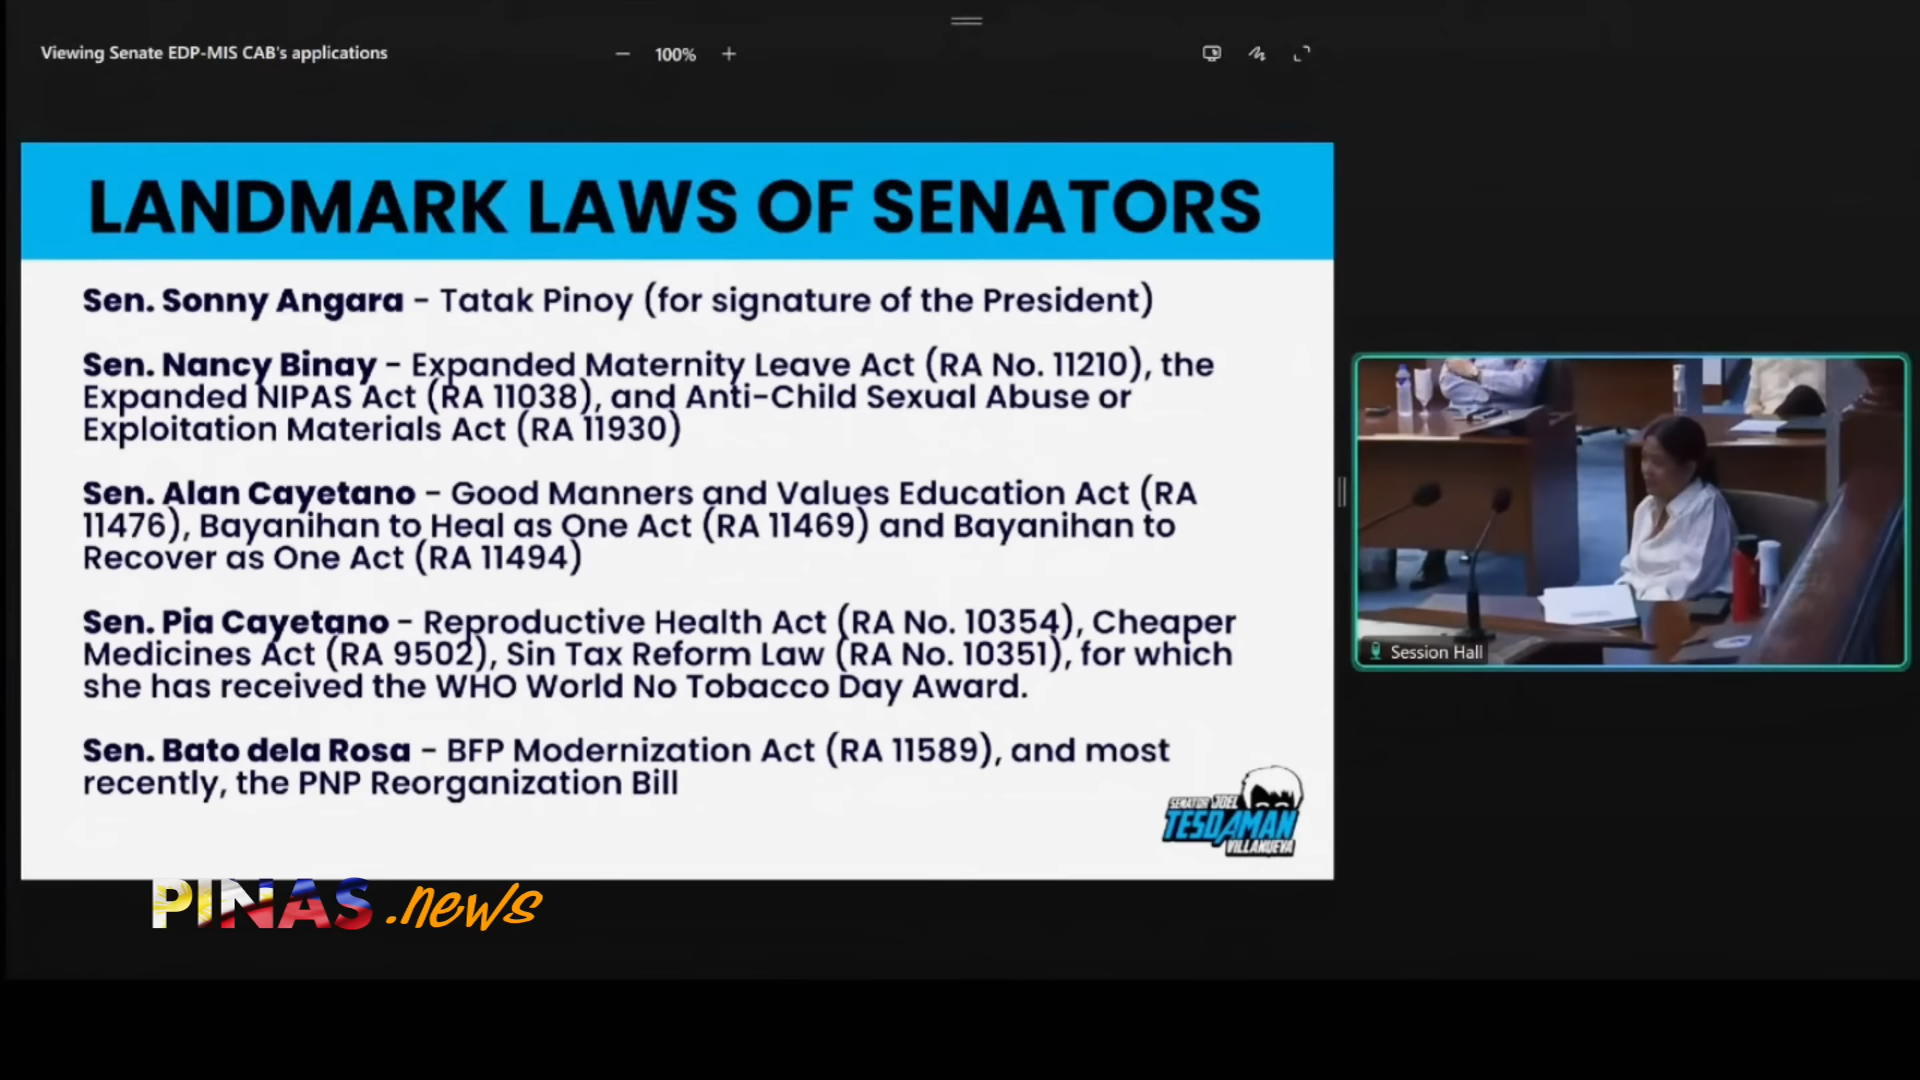 Viewing Senate EDP-MIS CAB's applications
100%
LANDMARK LAWS OF SENATORS
Sen. Sonny Angara - Tatak Pinoy (for signature of the President)
Sen. Nancy Binay - Expanded Maternity Leave Act (RA No. 11210), the
Expanded NIPAS Act (RA 11038), and Anti-Child Sexual Abuse or
Exploitation Materials Act (RA 11930)
Sen. Alan Cayetano - Good Manners and Values Education Act (RA
11476), Bayanihan to Heal as One Act (RA 11469) and Bayanihan to
Recover as One Act (RA 11494)
Sen. Pia Cayetano - Reproductive Health Act (RA No. 10354), Cheaper
Medicines Act (RA 9502), Sin Tax Reform Law (RA No. 10351), for which
she has received the WHO World No Tobacco Day Award.
Sen. Bato dela Rosa - BFP Modernization Act (RA 11589), and most
recently, the PNP Reorganization Bill
SENATOR JOEL
TESDAMAN
VILLANUEVA
Session Hall
PINAS .news